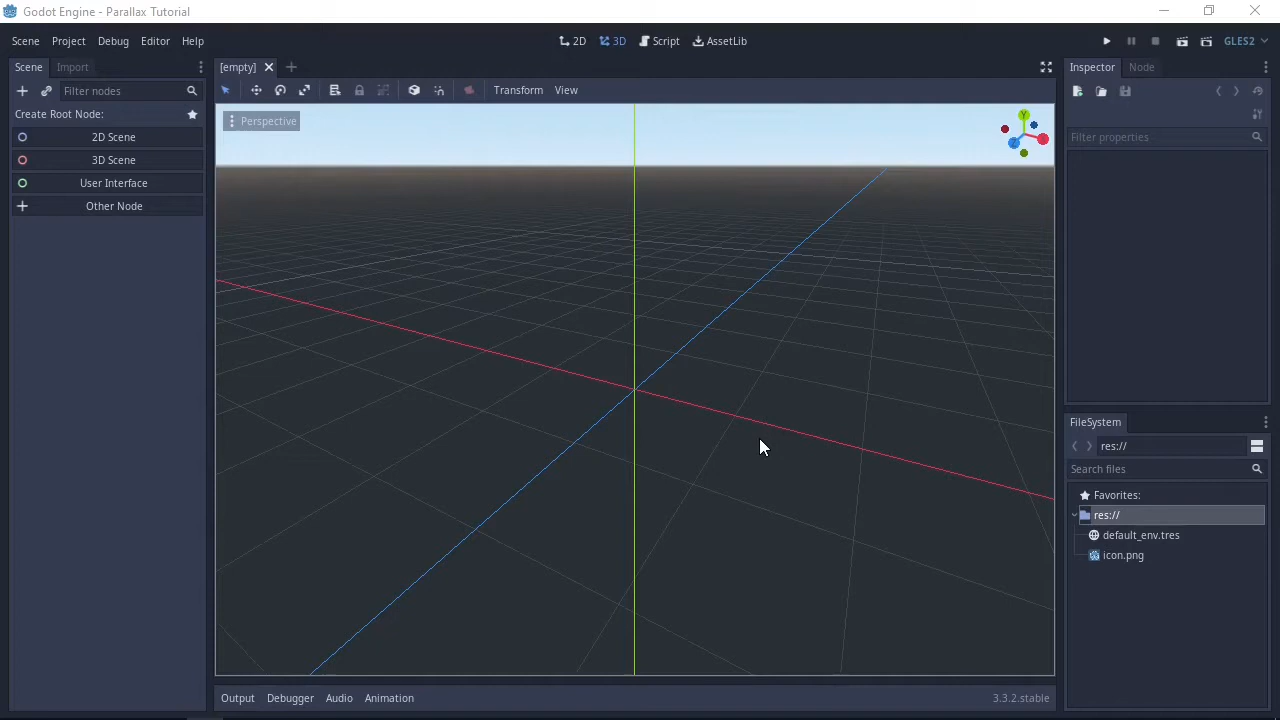 Godot Engine - Parallax Tutorial
Scene Project Debug Editor Help
2D 3D Script AssetLib
GLES2
Scene Import
Filter nodes
Create Root Node:
2D Scene
3D Scene
User Interface
Other Node
[empty]
Transform View
Perspective
Y
Output Debugger Audio Animation
3.3.2.stable
Inspector Node
Filter properties
FileSystem
res://
Search files
Favorites:
res://
default_env.tres
icon.png